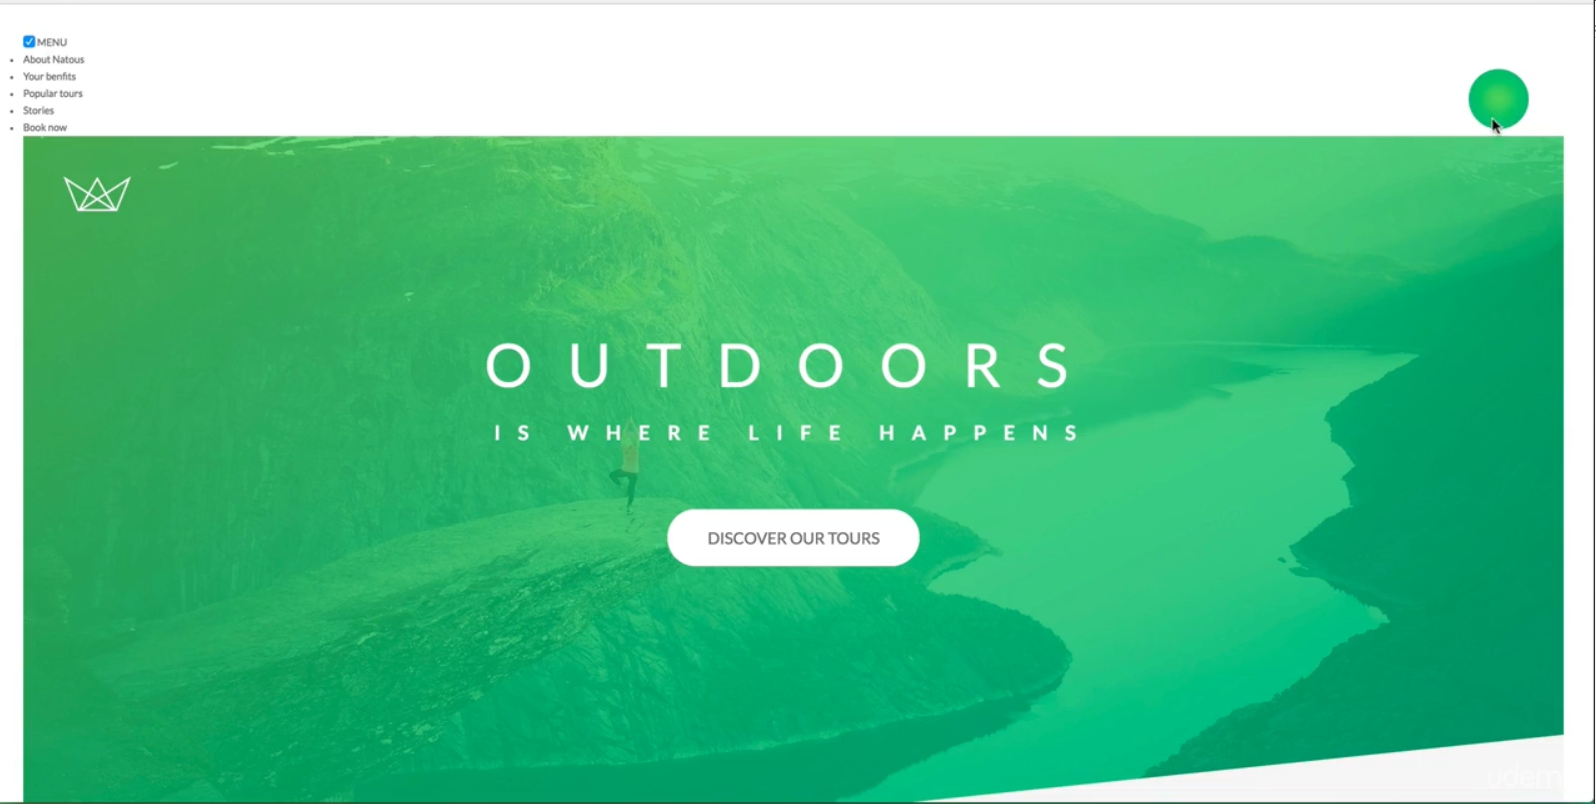 MENU
About Natous
Your benfits
Popular tours
Stories
Book now
OUTDOORS
IS WHERE LIFE HAPPENS
DISCOVER OUR TOURS